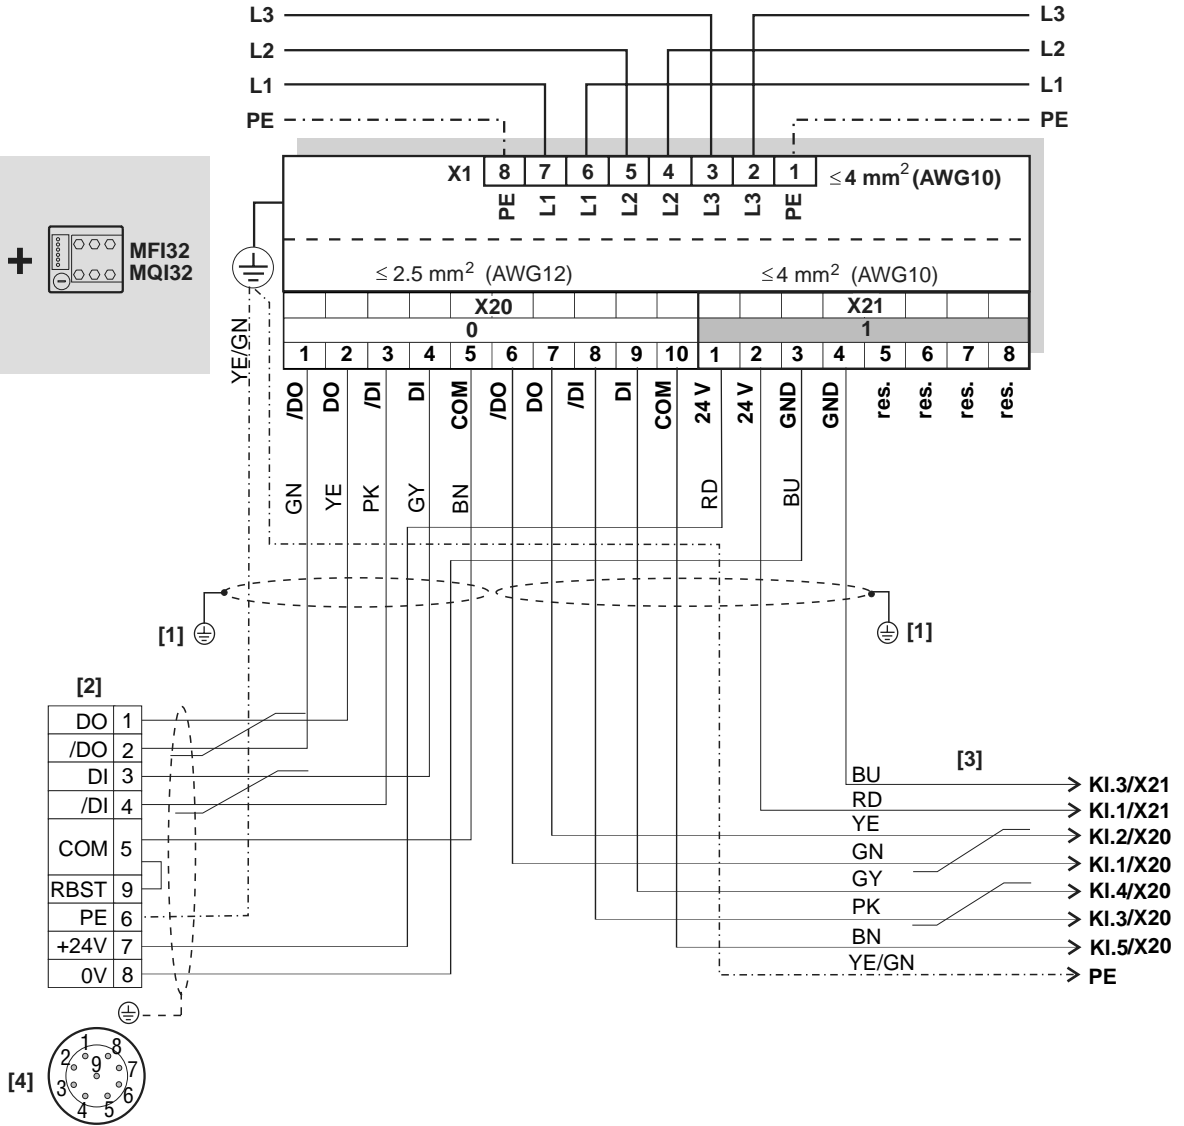 L3 L3
L2 L2
L1 L1
PE PE
X1 8 7 6 5 4 3 2 1 ≤ 4 mm² (AWG10)
PE L1 L1 L2 L2 L3 L3 PE
+ MFI32
MQI32
≤ 2.5 mm² (AWG12) ≤ 4 mm² (AWG10)
X20 X21
0 1
1 2 3 4 5 6 7 8 9 10 1 2 3 4 5 6 7 8
YE/GN
/DO DO /DI DI COM /DO DO /DI DI COM 24 V 24 V GND GND res. res. res. res.
GN YE PK GY BN RD BU
[1] [1]
[2]
DO 1
/DO 2
DI 3
/DI 4
COM 5
RBST 9
PE 6
+24V 7
0V 8
[3]
BU Kl.3/X21
RD Kl.1/X21
YE Kl.2/X20
GN Kl.1/X20
GY Kl.4/X20
PK Kl.3/X20
BN Kl.5/X20
YE/GN PE
[4]
1 8
2 9 7
3 6
4 5